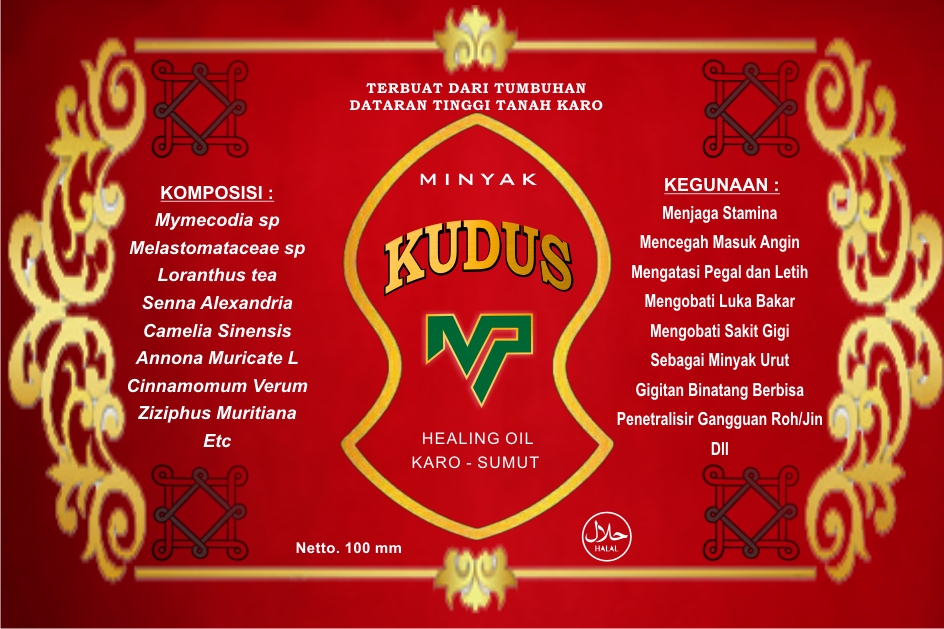 TERBUAT DARI TUMBUHAN
DATARAN TINGGI TANAH KARO
KOMPOSISI :
Mymecodia sp
Melastomataceae sp
Loranthus tea
Senna Alexandria
Camelia Sinensis
Annona Muricate L
Cinnamomum Verum
Ziziphus Muritiana
Etc
MINYAK
KUDUS
MP
HEALING OIL
KARO - SUMUT
KEGUNAAN :
Menjaga Stamina
Mencegah Masuk Angin
Mengatasi Pegal dan Letih
Mengobati Luka Bakar
Mengobati Sakit Gigi
Sebagai Minyak Urut
Gigitan Binatang Berbisa
Penetralisir Gangguan Roh/Jin
Dll
Netto. 100 mm
حلال
HALAL